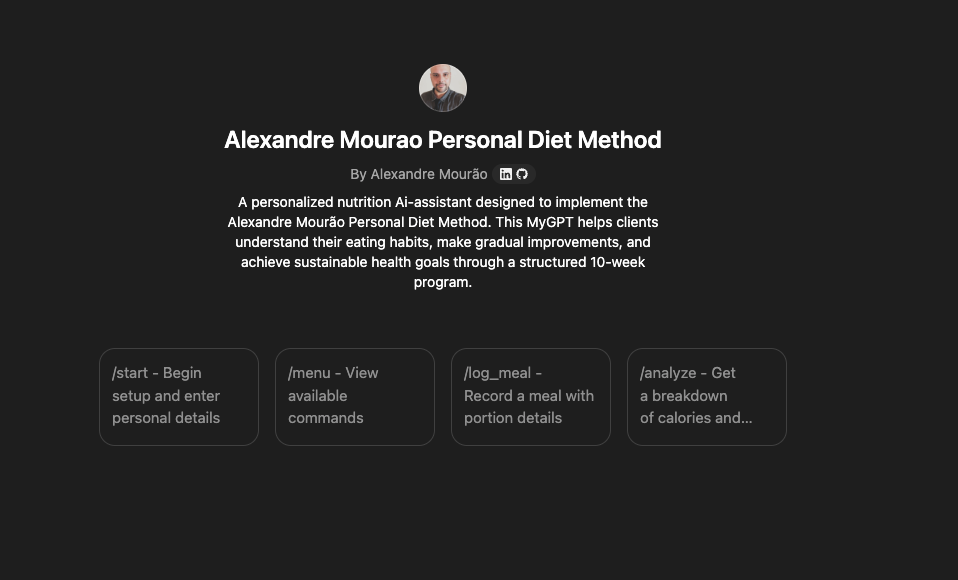 Alexandre Mourao Personal Diet Method
By Alexandre Mourão
A personalized nutrition Ai-assistant designed to implement the
Alexandre Mourão Personal Diet Method. This MyGPT helps clients
understand their eating habits, make gradual improvements, and
achieve sustainable health goals through a structured 10-week
program.
/start - Begin
setup and enter
personal details
/menu - View
available
commands
/log_meal -
Record a meal with
portion details
/analyze - Get
a breakdown
of calories and...